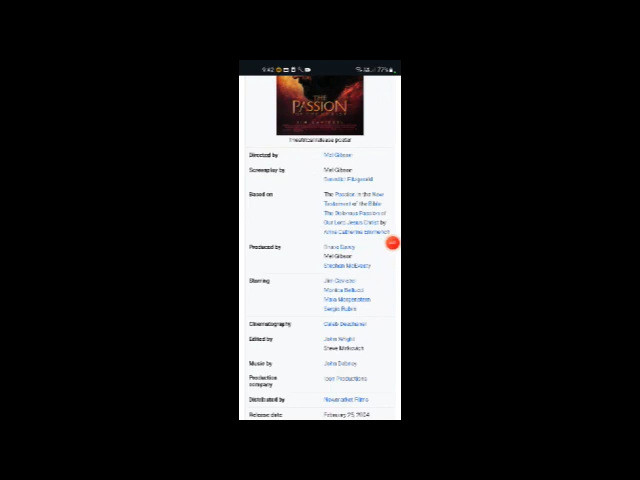 9:42
77%
THE
PASSION
Theatrical release poster
Directed by
Mel Gibson
Screenplay by
Mel Gibson
Benedict Fitzgerald
Based on
The Passion in the New
Testament of the Bible
The Dolorous Passion of
Our Lord Jesus Christ by
Anne Catherine Emmerich
Produced by
Bruce Davey
Mel Gibson
Stephen McEveety
Starring
Jim Caviezel
Monica Bellucci
Maia Morgenstern
Sergio Rubini
Cinematography
Caleb Deschanel
Edited by
John Wright
Steve Mirkovich
Music by
John Debney
Production
company
Icon Productions
Distributed by
Newmarket Films
Release date
February 25, 2004